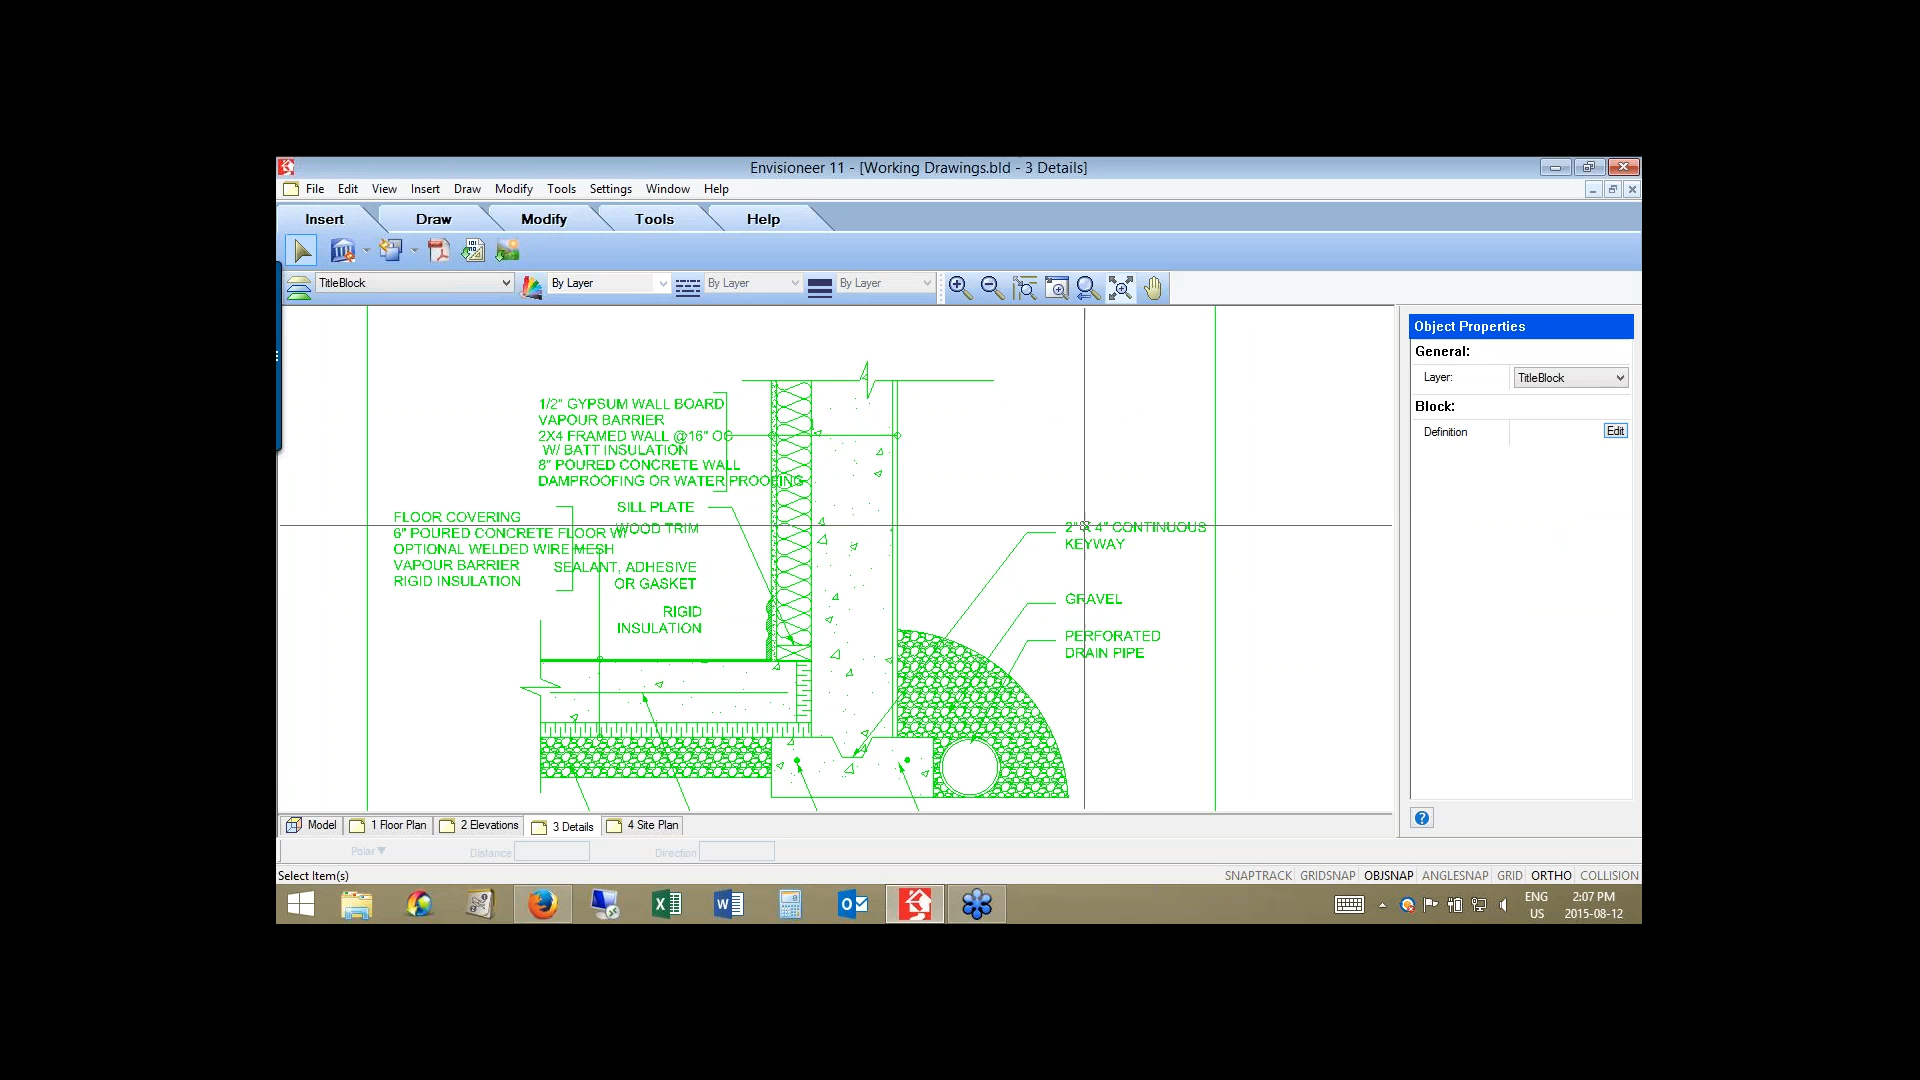 Envisioneer 11 - [Working Drawings.bld - 3 Details]
File Edit View Insert Draw Modify Tools Settings Window Help
Insert Draw Modify Tools Help
TitleBlock By Layer By Layer By Layer
Object Properties
General:
Layer: TitleBlock
Block:
Definition Edit
1/2" GYPSUM WALL BOARD
VAPOUR BARRIER
2X4 FRAMED WALL @16" OC
W/ BATT INSULATION
8" POURED CONCRETE WALL
DAMPROOFING OR WATER PROOFING
SILL PLATE
WOOD TRIM
FLOOR COVERING
6" POURED CONCRETE FLOOR W/
OPTIONAL WELDED WIRE MESH
VAPOUR BARRIER
RIGID INSULATION
SEALANT, ADHESIVE
OR GASKET
RIGID
INSULATION
2" X 4" CONTINUOUS
KEYWAY
GRAVEL
PERFORATED
DRAIN PIPE
Model 1 Floor Plan 2 Elevations 3 Details 4 Site Plan
Polar Distance Direction
Select Item(s)
SNAPTRACK GRIDSNAP OBJSNAP ANGLESNAP GRID ORTHO COLLISION
ENG
US
2:07 PM
2015-08-12